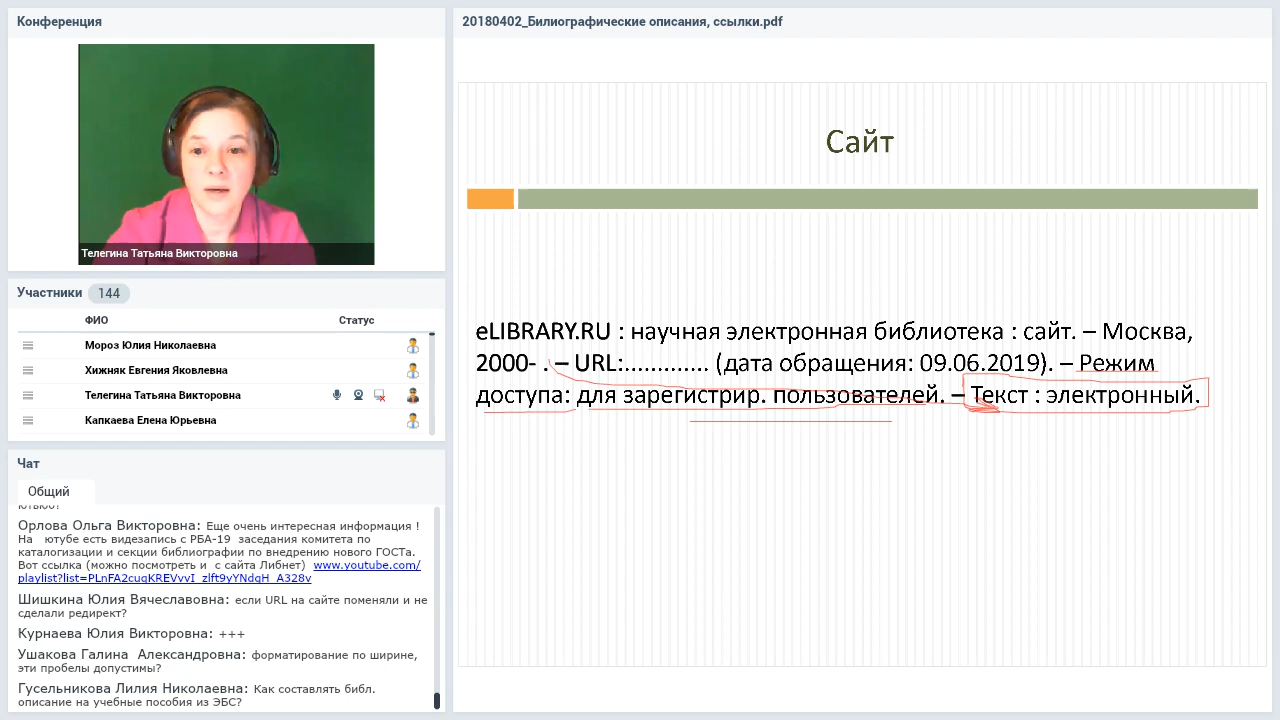 Конференция
Телегина Татьяна Викторовна
Участники 144
ФИО Статус
Мороз Юлия Николаевна
Хижняк Евгения Яковлевна
Телегина Татьяна Викторовна
Капкаева Елена Юрьевна
Чат
Общий
Орлова Ольга Викторовна: Еще очень интересная информация !
На ютубе есть видезапись с РБА-19 заседания комитета по
каталогизации и секции библиографии по внедрению нового ГОСТа.
Вот ссылка (можно посмотреть и с сайта Либнет) www.youtube.com/
playlist?list=PLnFA2cuqKREVvvI_zlft9yYNdqH_A328v
Шишкина Юлия Вячеславовна: если URL на сайте поменяли и не
сделали редирект?
Курнаева Юлия Викторовна: +++
Ушакова Галина Александровна: форматирование по ширине,
эти пробелы допустимы?
Гусельникова Лилия Николаевна: Как составлять библ.
описание на учебные пособия из ЭБС?
20180402_Билиографические описания, ссылки.pdf
Сайт
eLIBRARY.RU : научная электронная библиотека : сайт. – Москва,
2000- . – URL:............. (дата обращения: 09.06.2019). – Режим
доступа: для зарегистрир. пользователей. – Текст : электронный.